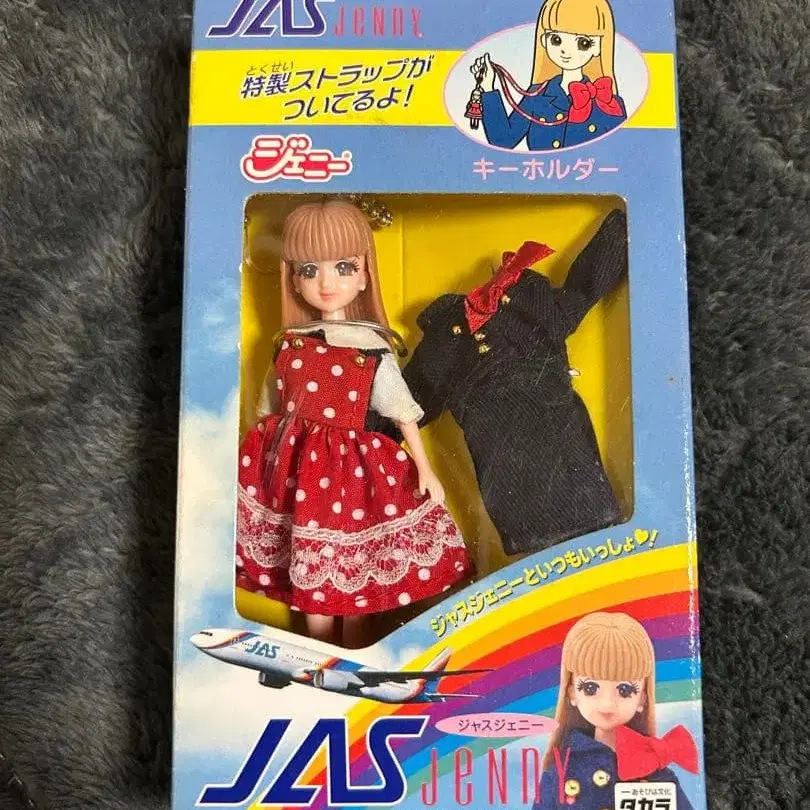 JAS JENNY
とくせい
特製ストラップが
ついてるよ!
ジェニー
キーホルダー
ジャスジェニーといつもいっしょ♥!
JAS
ジャスジェニー
JAS JENNY
―あそびは文化
タカラ